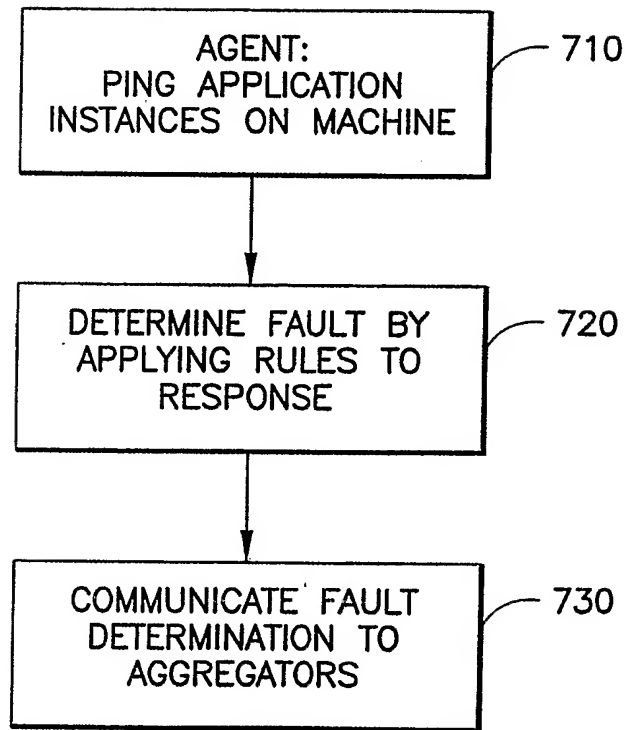 AGENT:
PING APPLICATION
INSTANCES ON MACHINE
710
DETERMINE FAULT BY
APPLYING RULES TO
RESPONSE
720
COMMUNICATE FAULT
DETERMINATION TO
AGGREGATORS
730